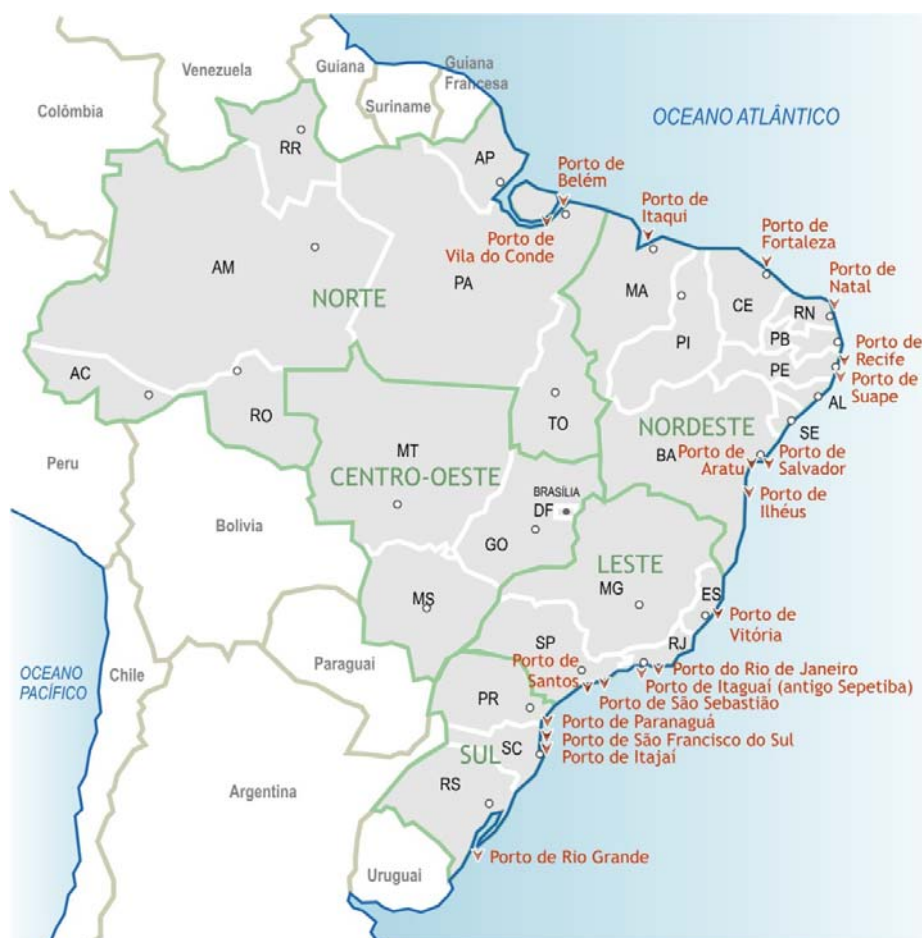 Venezuela
Guiana
Guiana
Francesa
Suriname
Colômbia
OCEANO ATLÂNTICO
RR
AP
Porto de
Belém
Porto de
Itaqui
Porto de
Fortaleza
Porto de
Vila do Conde
Porto de
Natal
AM
PA
NORTE
MA
CE
RN
PI
PB
PE
Porto de
Recife
Porto de
Suape
AC
RO
TO
AL
SE
NORDESTE
MT
CENTRO-OESTE
BA
Porto de
Aratu
Porto de
Salvador
Porto de
Ilhéus
Peru
Bolivia
BRASÍLIA
DF
GO
LESTE
MG
ES
MS
Porto de
Vitória
SP
RJ
Paraguai
OCEANO
PACÍFICO
Chile
Porto de
Santos
Porto do Rio de Janeiro
Porto de Itaguaí (antigo Sepetiba)
Porto de São Sebastião
PR
Porto de Paranaguá
Porto de São Francisco do Sul
Porto de Itajaí
SC
SUL
RS
Argentina
Porto de Rio Grande
Uruguai